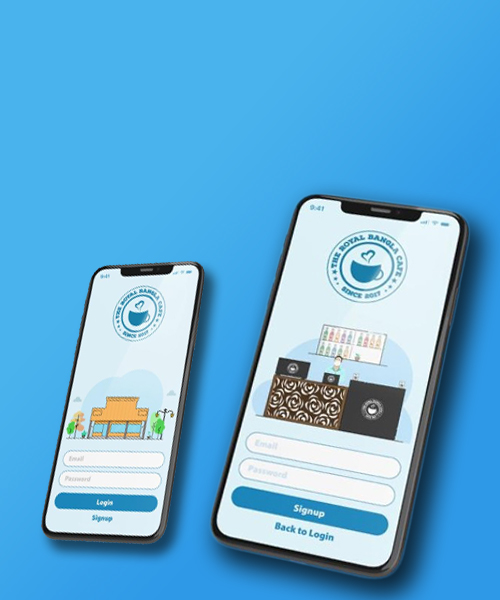 9:41
THE ROYAL BANGLA CAFE
SINCE 2017
Email
Password
Login
Signup
9:41
THE ROYAL BANGLA CAFE
SINCE 2017
Email
Password
Signup
Back to Login